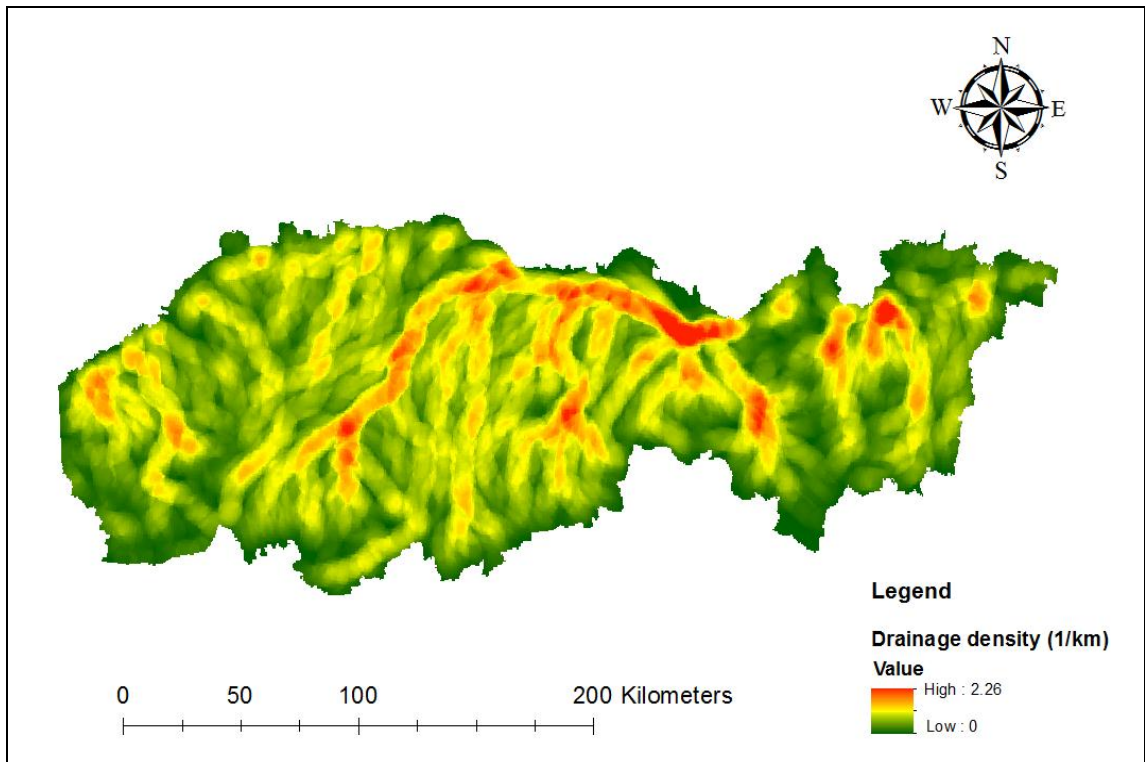 N
W E
S
Legend
Drainage density (1/km)
Value
High : 2.26
Low : 0
0 50 100 200 Kilometers